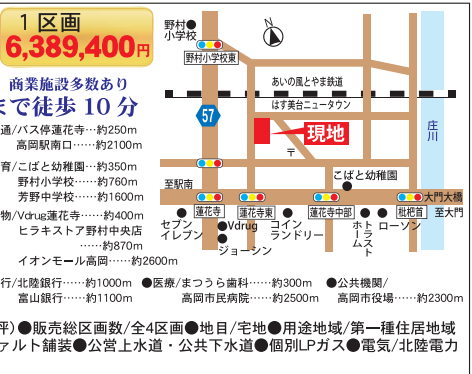 1区画
6,389,400円
商業施設多数あり
まで徒歩10分
通/バス停蓮花寺…約250m
高岡駅南口……約2100m
育/こばと幼稚園…約350m
野村小学校……約760m
芳野中学校……約1600m
物/Vdrug蓮花寺……約400m
ヒラキストア野村中央店
……約870m
イオンモール高岡…約2600m
行/北陸銀行……約1000m ●医療/まつうら歯科……約300m ●公共機関/
富山銀行……約1100m 高岡市民病院……約2500m 高岡市役場……約2300m
坪)●販売総区画数/全4区画●地目/宅地●用途地域/第一種住居地域
ァルト舗装●公営上水道・公共下水道●個別LPガス●電気/北陸電力
野村小学校
N
野村小学校東
あいの風とやま鉄道
はす美台ニュータウン
57
現地
〒
庄川
こばと幼稚園
至駅南
大門大橋
蓮花寺
蓮花寺東
蓮花寺中部
枇杷首
至大門
セブンイレブン
Vdrug
ジョーシン
コインランドリー
ホームトラスト
ローソン